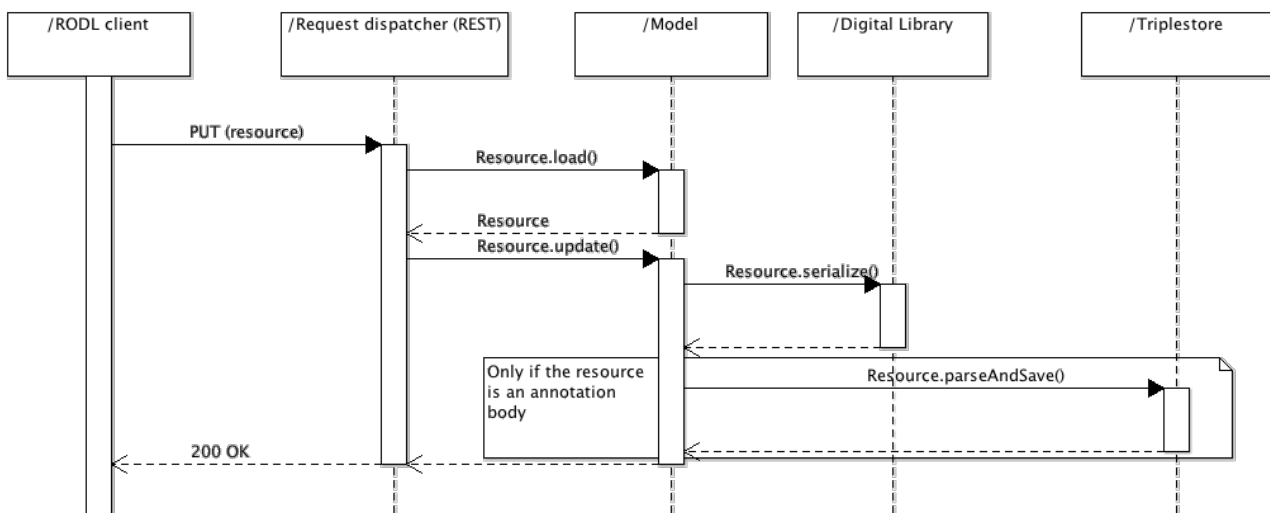 /RODL client
/Request dispatcher (REST)
/Model
/Digital Library
/Triplestore
PUT (resource)
Resource.load()
Resource
Resource.update()
Resource.serialize()
Only if the resource
is an annotation
body
Resource.parseAndSave()
200 OK